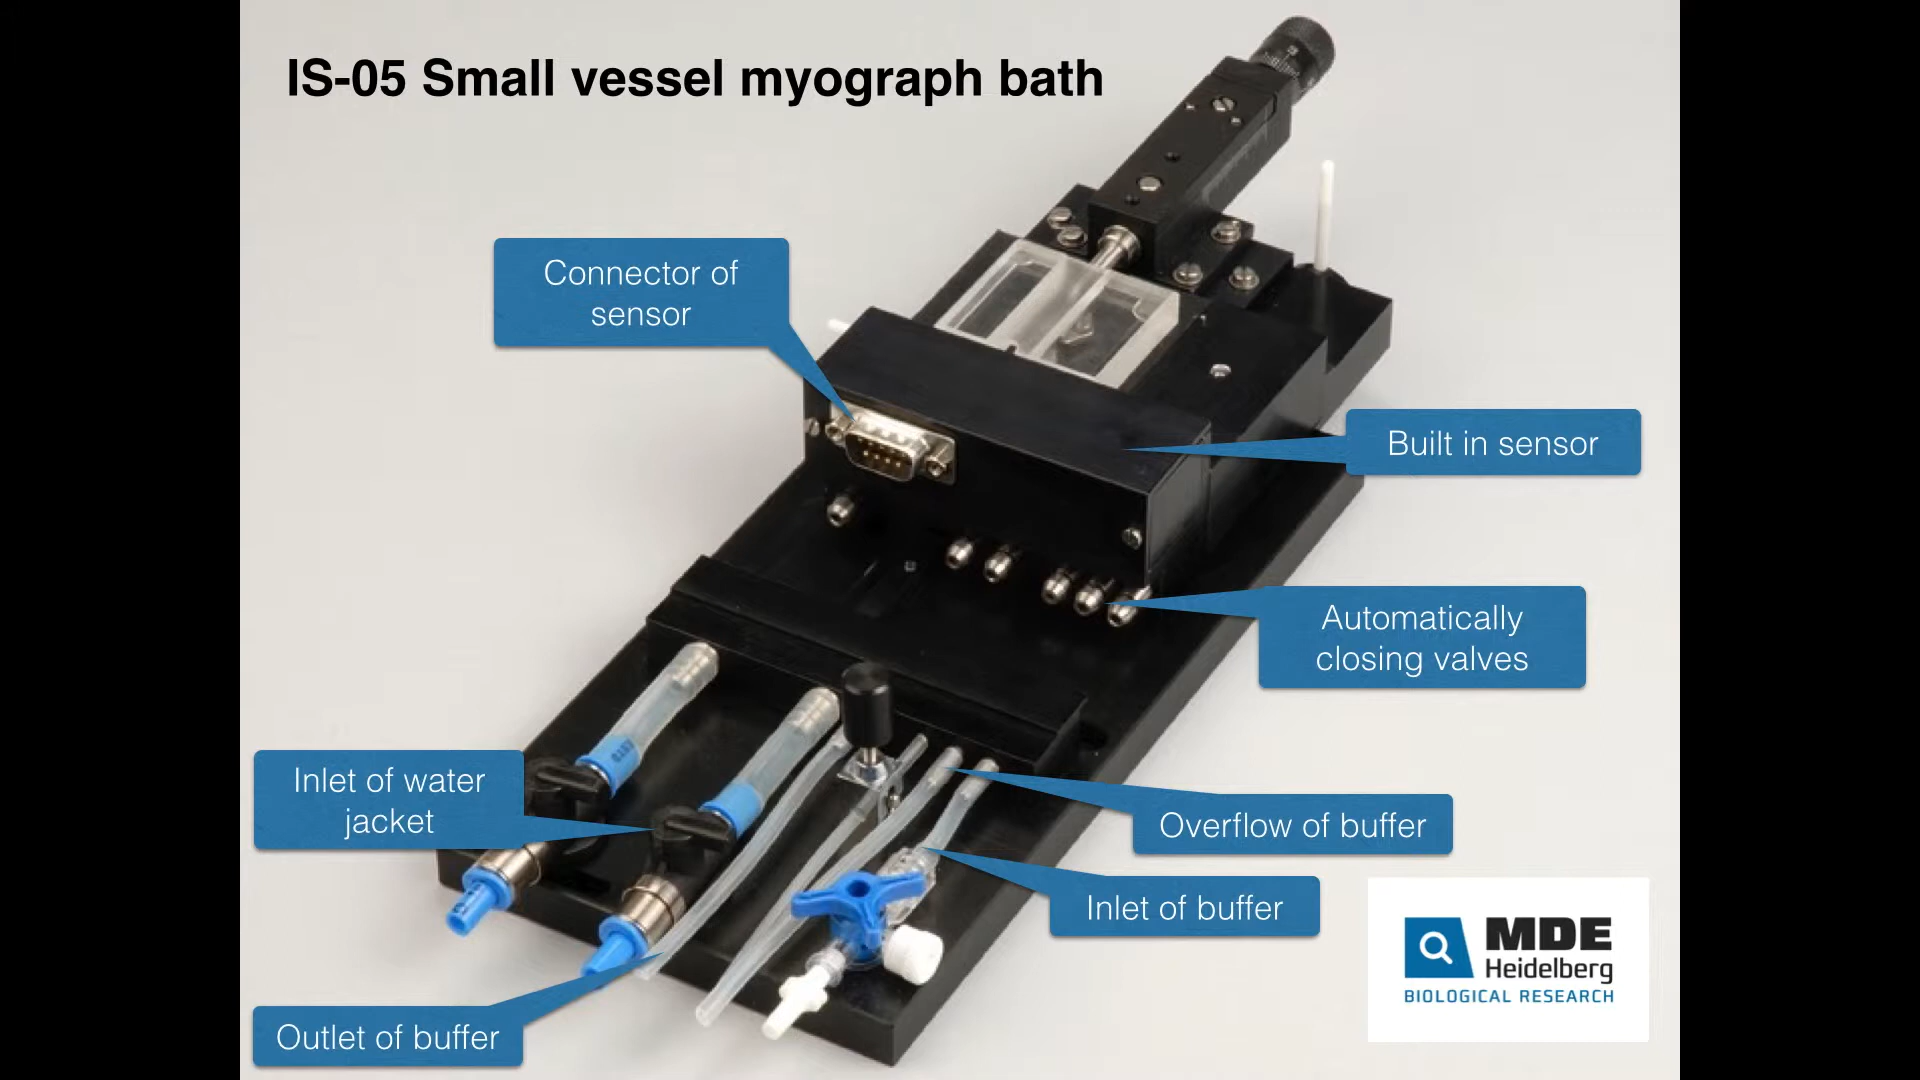 IS-05 Small vessel myograph bath
Connector of
sensor
Built in sensor
Automatically
closing valves
Inlet of water
jacket
Overflow of buffer
Inlet of buffer
Outlet of buffer
MDE
Heidelberg
BIOLOGICAL RESEARCH